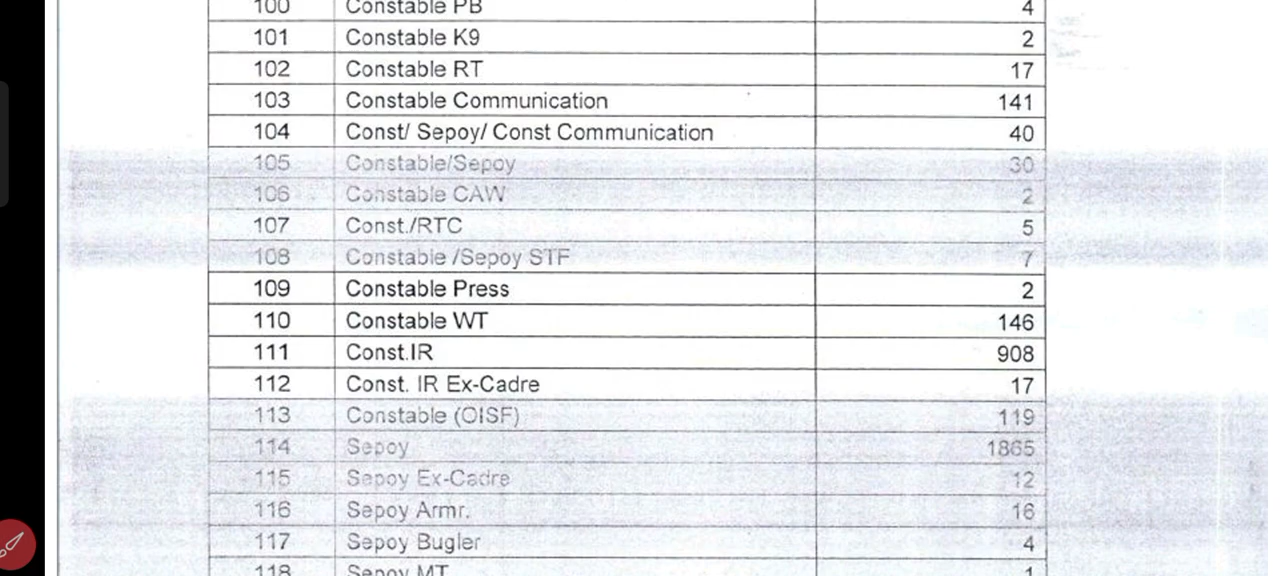 100 Constable PB 4
101 Constable K9 2
102 Constable RT 17
103 Constable Communication 141
104 Const/ Sepoy/ Const Communication 40
105 Constable/Sepoy 30
106 Constable CAW 2
107 Const./RTC 5
108 Constable /Sepoy STF 7
109 Constable Press 2
110 Constable WT 146
111 Const.IR 908
112 Const. IR Ex-Cadre 17
113 Constable (OISF) 119
114 Sepoy 1865
115 Sepoy Ex-Cadre 12
116 Sepoy Armr. 16
117 Sepoy Bugler 4
118 Sepoy MT 1